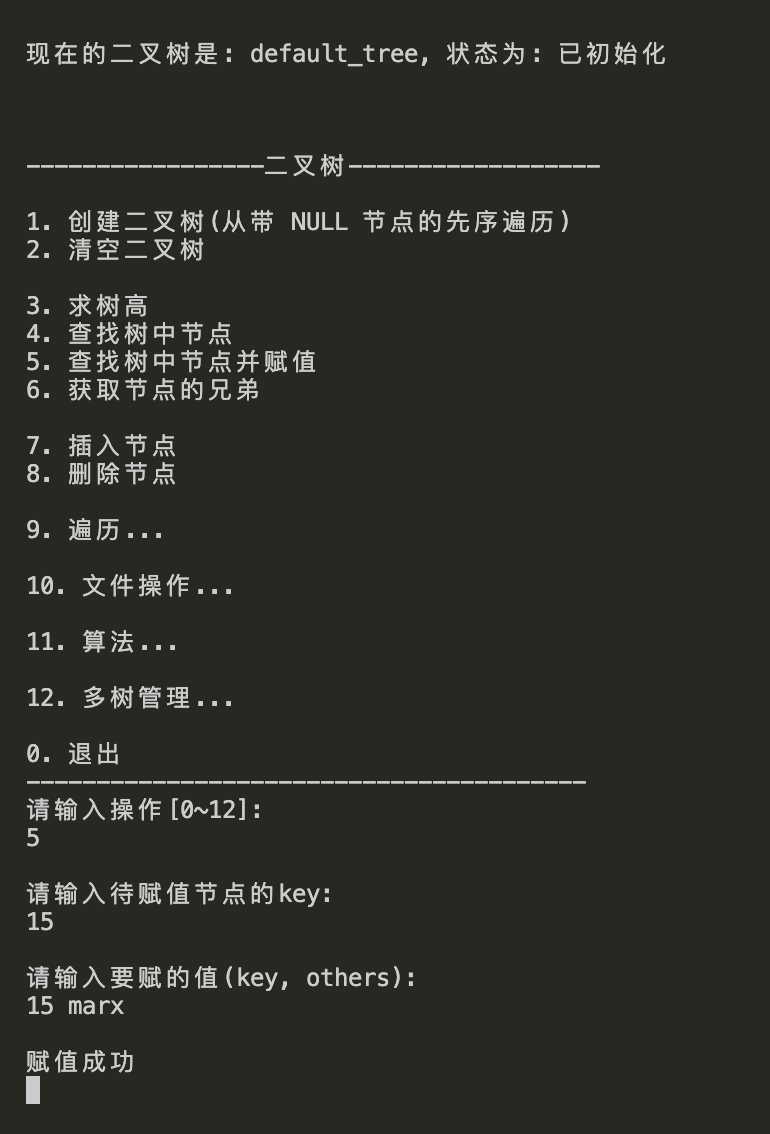 现在的二叉树是: default_tree, 状态为: 已初始化
-----------------二叉树------------------
1. 创建二叉树(从带 NULL 节点的先序遍历)
2. 清空二叉树
3. 求树高
4. 查找树中节点
5. 查找树中节点并赋值
6. 获取节点的兄弟
7. 插入节点
8. 删除节点
9. 遍历...
10. 文件操作...
11. 算法...
12. 多树管理...
0. 退出
----------------------------------------
请输入操作[0~12]:
5
请输入待赋值节点的key:
15
请输入要赋的值(key, others):
15 marx
赋值成功